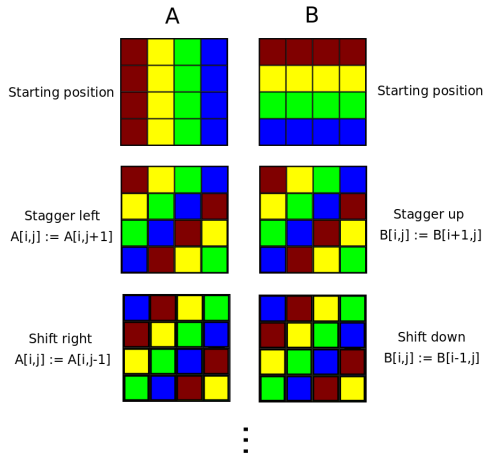 A B
Starting position Starting position
Stagger left Stagger up
A[i,j] := A[i,j+1] B[i,j] := B[i+1,j]
Shift right Shift down
A[i,j] := A[i,j-1] B[i,j] := B[i-1,j]